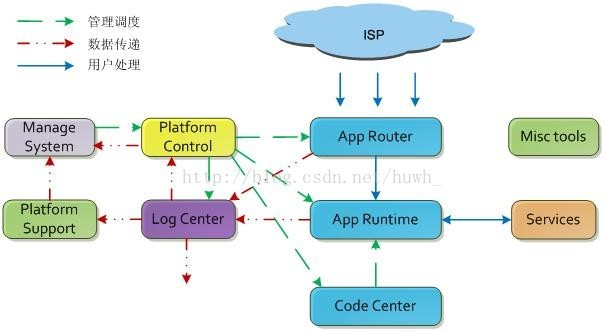 管理调度
数据传递
用户处理
ISP
Manage
System
Platform
Control
App Router
Misc tools
http://blog.csdn.net/huwh_
Platform
Support
Log Center
App Runtime
Services
Code Center